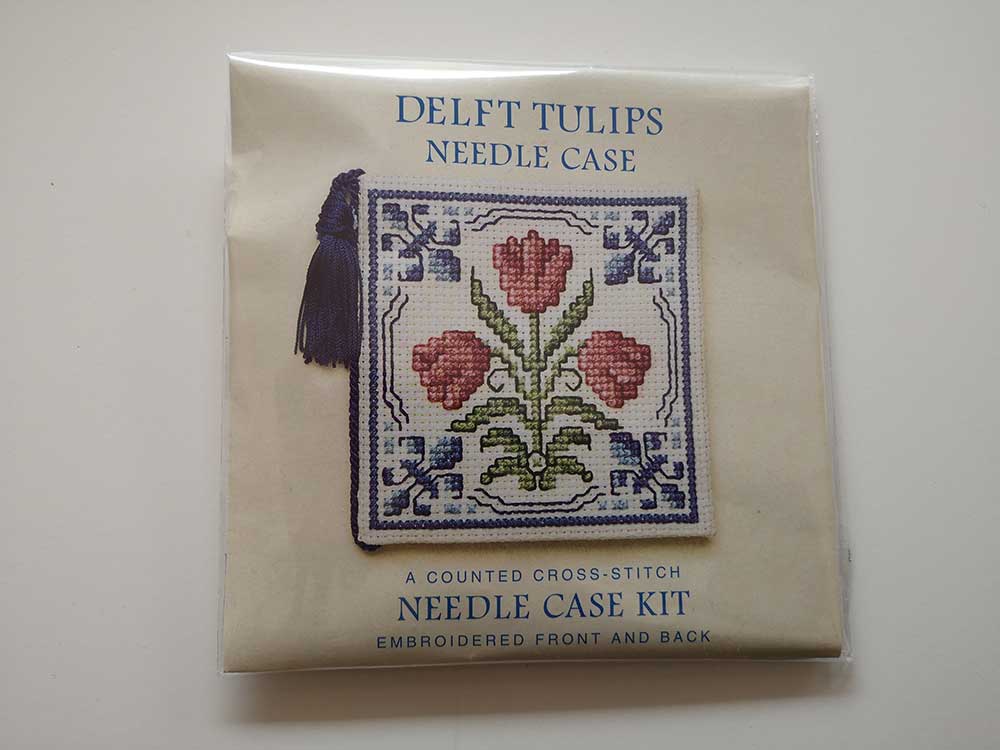 DELFT TULIPS
NEEDLE CASE
A COUNTED CROSS-STITCH
NEEDLE CASE KIT
EMBROIDERED FRONT AND BACK